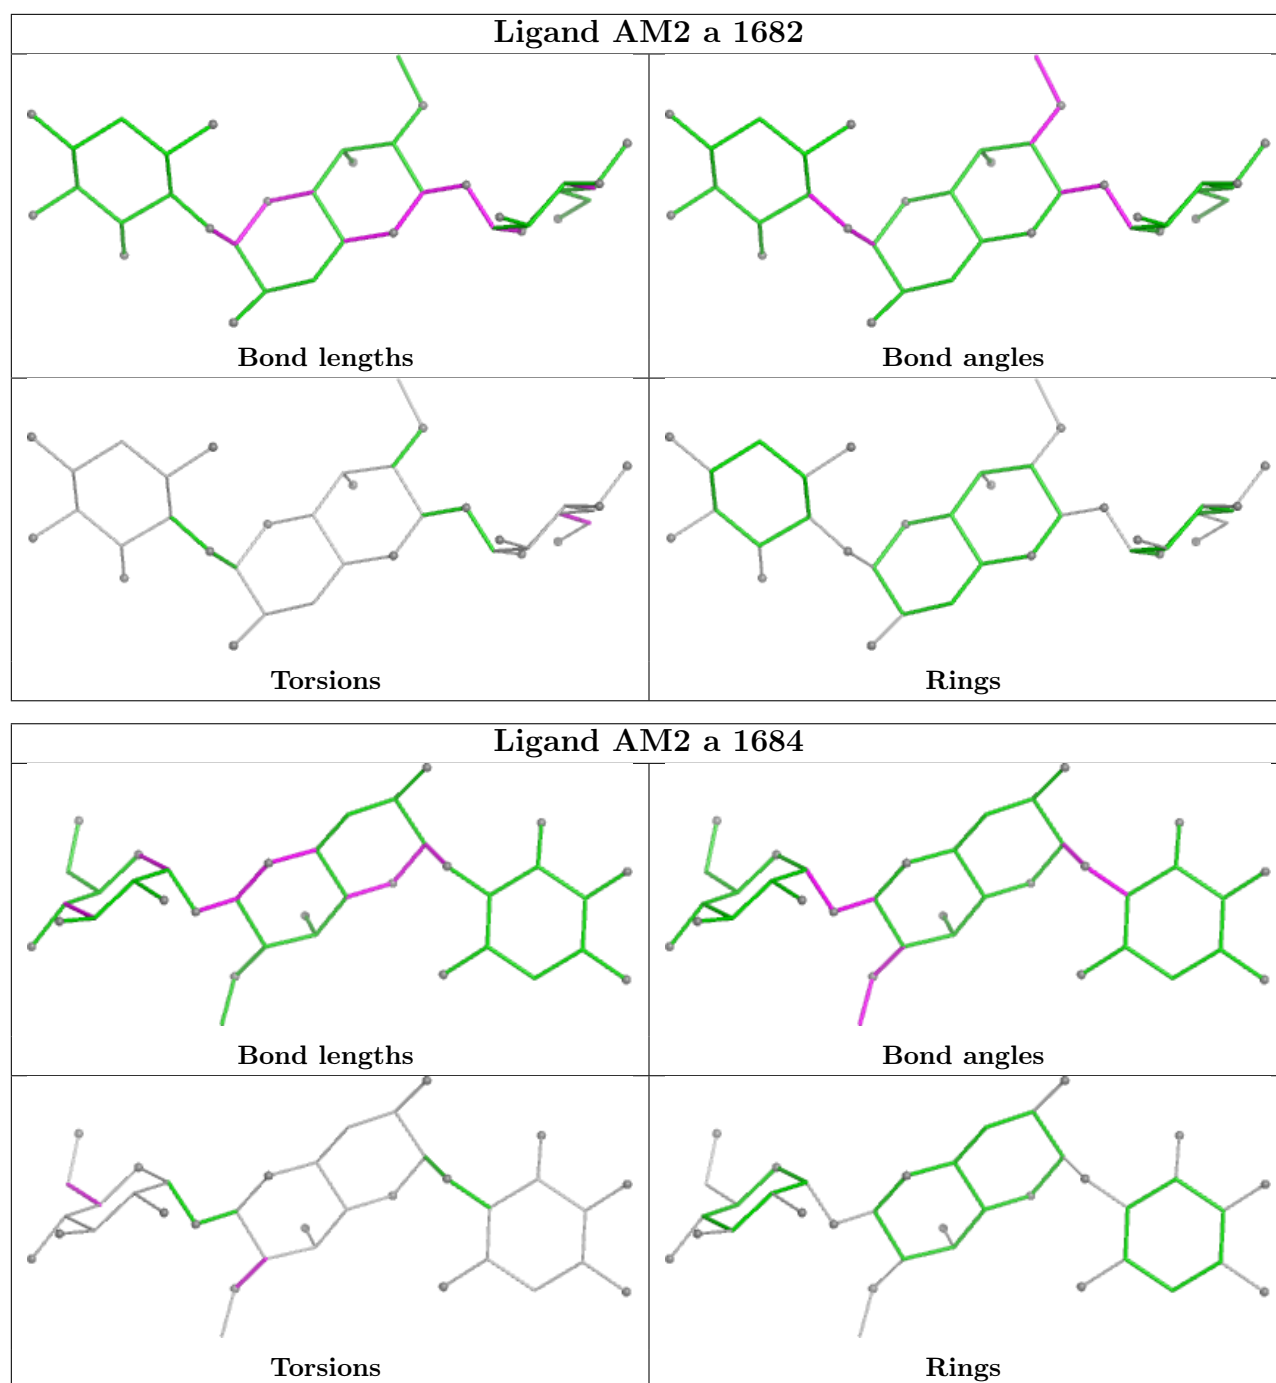 Ligand AM2 a 1682
Bond lengths
Bond angles
Torsions
Rings
Ligand AM2 a 1684
Bond lengths
Bond angles
Torsions
Rings